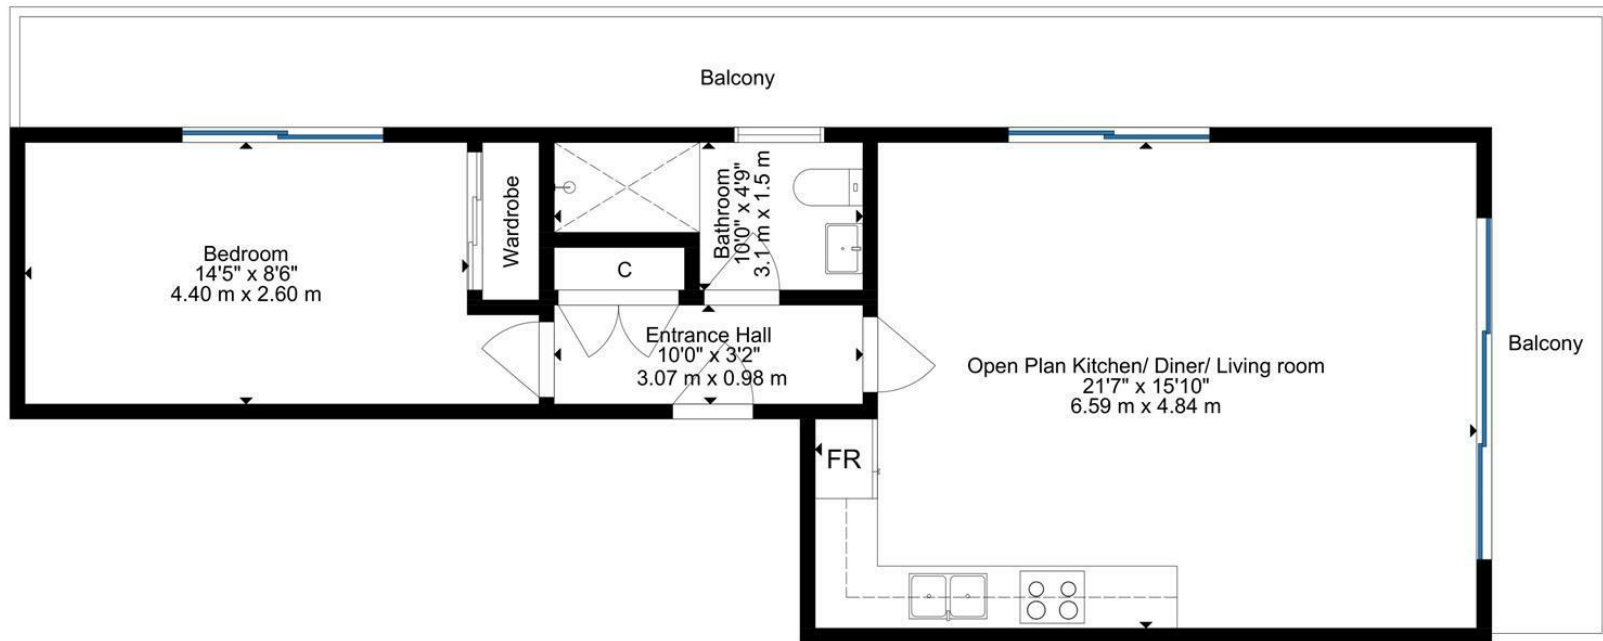 Balcony
Bedroom
14'5" x 8'6"
4.40 m x 2.60 m
Wardrobe
C
Bathroom
10'0" x 4'9"
3.1 m x 1.5 m
Entrance Hall
10'0" x 3'2"
3.07 m x 0.98 m
Open Plan Kitchen/ Diner/ Living room
21'7" x 15'10"
6.59 m x 4.84 m
Balcony
FR